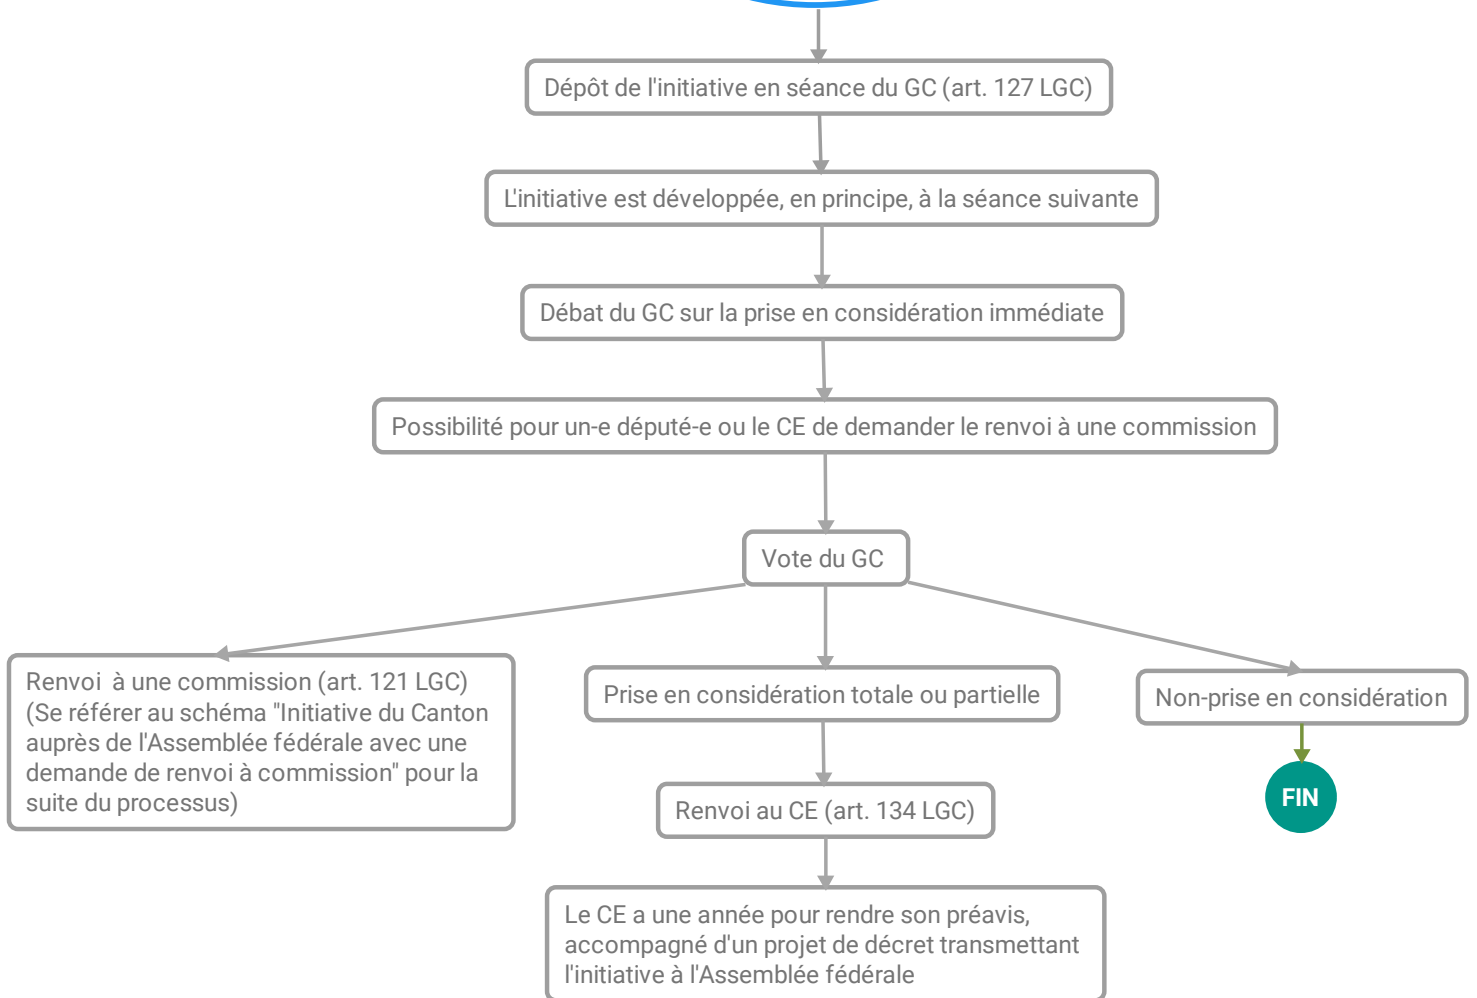 Dépôt de l'initiative en séance du GC (art. 127 LGC)
L'initiative est développée, en principe, à la séance suivante
Débat du GC sur la prise en considération immédiate
Possibilité pour un-e député-e ou le CE de demander le renvoi à une commission
Vote du GC
Renvoi à une commission (art. 121 LGC)
(Se référer au schéma "Initiative du Canton
auprès de l'Assemblée fédérale avec une
demande de renvoi à commission" pour la
suite du processus)
Prise en considération totale ou partielle
Non-prise en considération
FIN
Renvoi au CE (art. 134 LGC)
Le CE a une année pour rendre son préavis,
accompagné d'un projet de décret transmettant
l'initiative à l'Assemblée fédérale